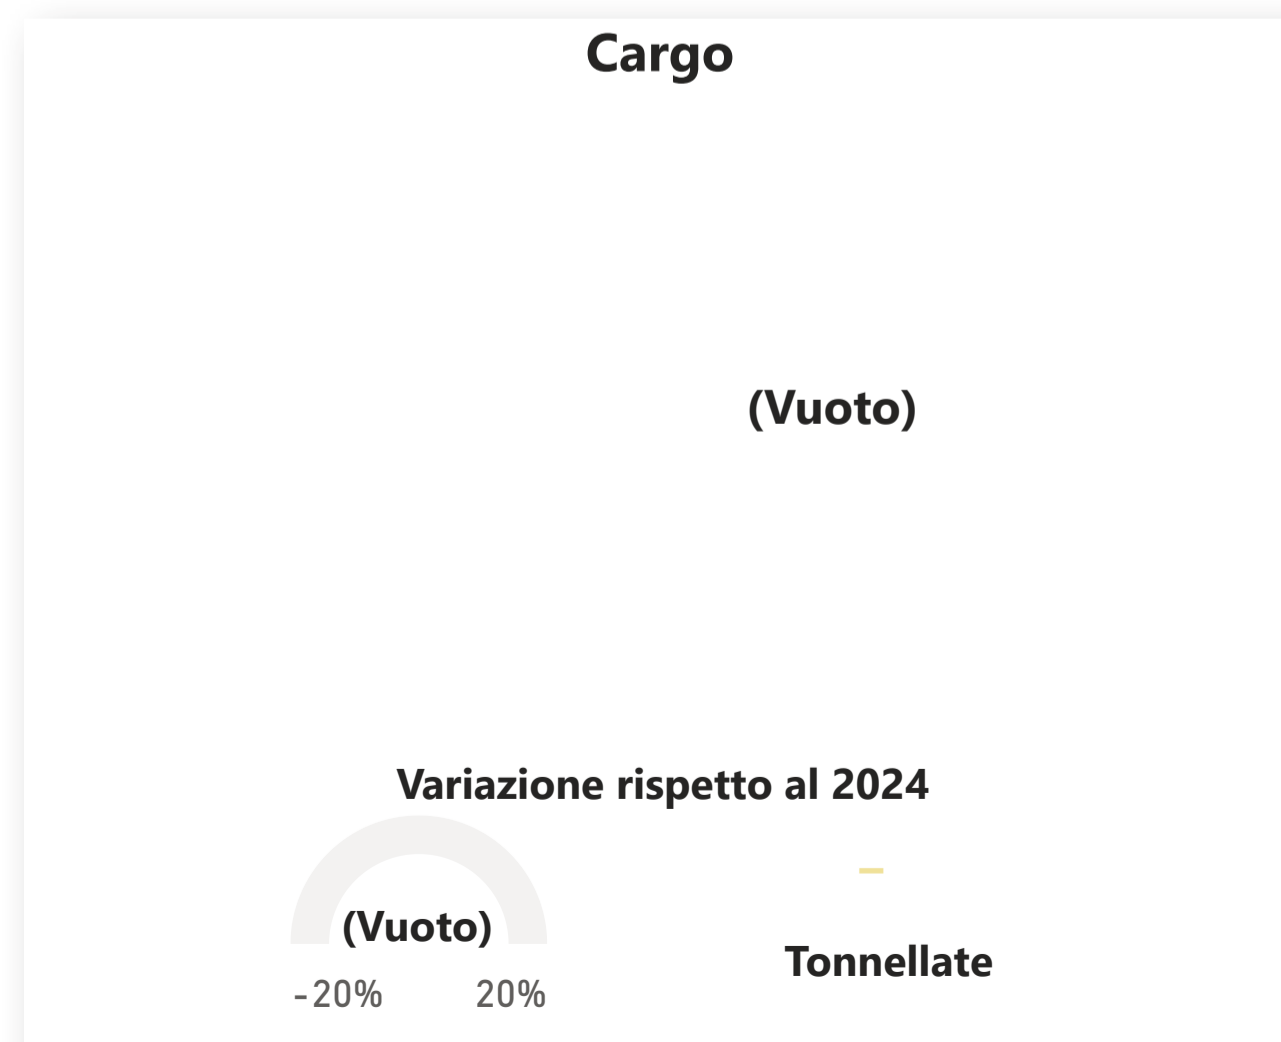 Cargo
(Vuoto)
Variazione rispetto al 2024
–
(Vuoto)
Tonnellate
-20% 20%